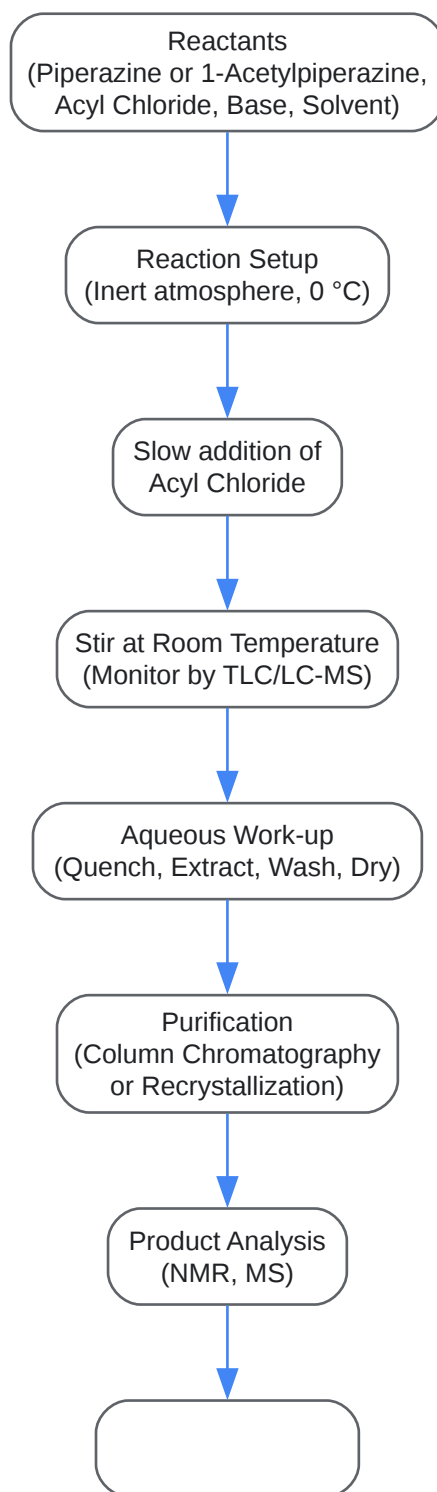 Reactants
(Piperazine or 1-Acetylpiperazine,
Acyl Chloride, Base, Solvent)
Reaction Setup
(Inert atmosphere, 0 °C)
Slow addition of
Acyl Chloride
Stir at Room Temperature
(Monitor by TLC/LC-MS)
Aqueous Work-up
(Quench, Extract, Wash, Dry)
Purification
(Column Chromatography
or Recrystallization)
Product Analysis
(NMR, MS)